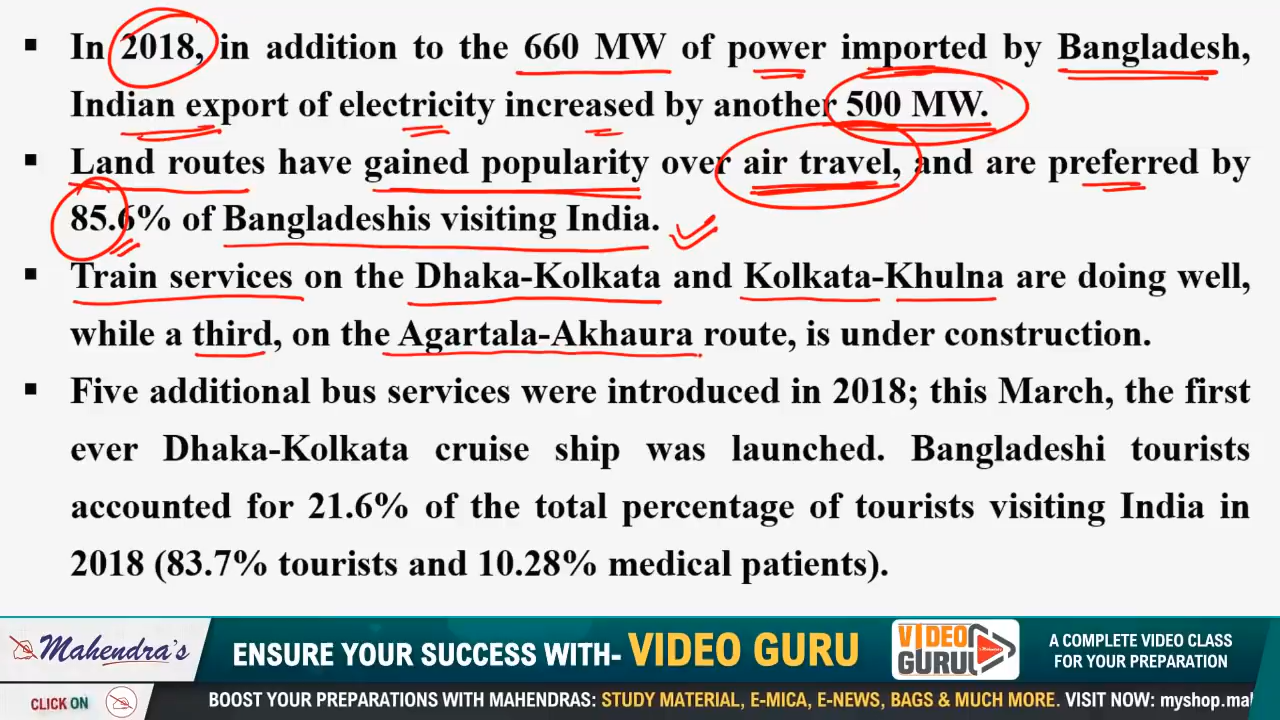 ▪ In 2018, in addition to the 660 MW of power imported by Bangladesh,
Indian export of electricity increased by another 500 MW.
▪ Land routes have gained popularity over air travel, and are preferred by
85.6% of Bangladeshis visiting India.
▪ Train services on the Dhaka-Kolkata and Kolkata-Khulna are doing well,
while a third, on the Agartala-Akhaura route, is under construction.
▪ Five additional bus services were introduced in 2018; this March, the first
ever Dhaka-Kolkata cruise ship was launched. Bangladeshi tourists
accounted for 21.6% of the total percentage of tourists visiting India in
2018 (83.7% tourists and 10.28% medical patients).
Mahendra's
ENSURE YOUR SUCCESS WITH- VIDEO GURU
VIDEO
GURU
A COMPLETE VIDEO CLASS
FOR YOUR PREPARATION
CLICK ON
BOOST YOUR PREPARATIONS WITH MAHENDRAS: STUDY MATERIAL, E-MICA, E-NEWS, BAGS & MUCH MORE. VISIT NOW: myshop.ma